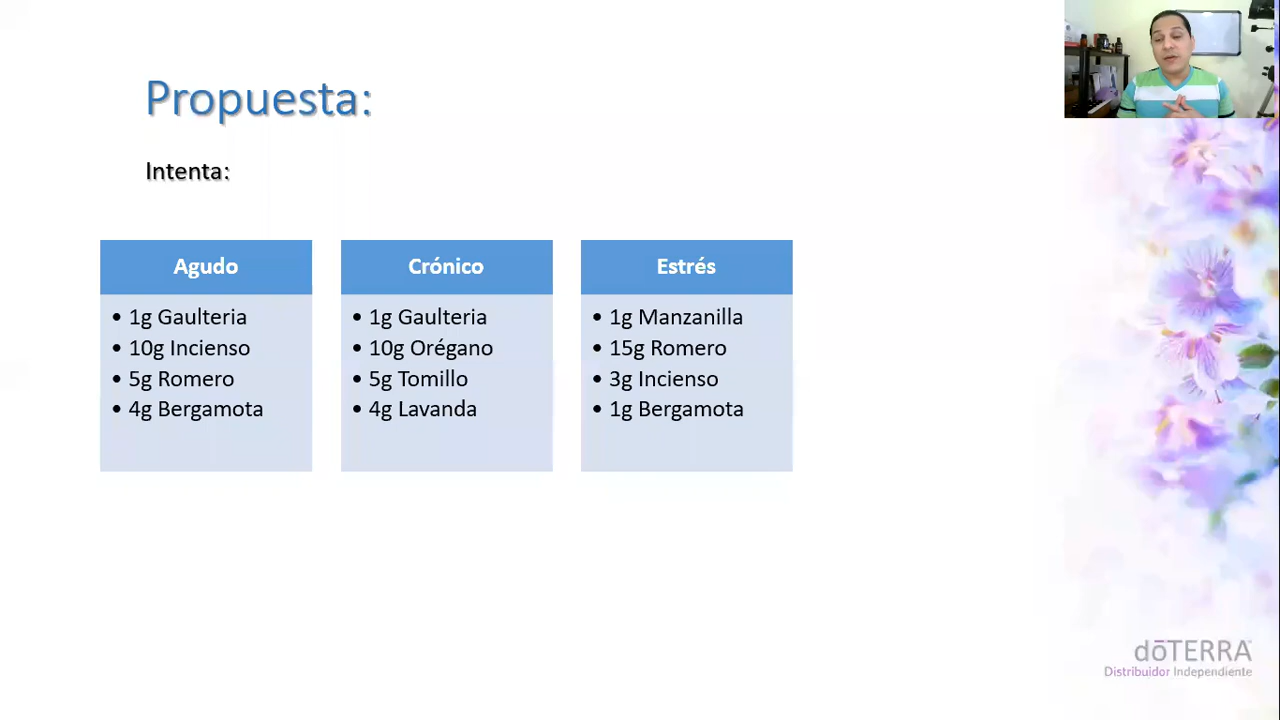 Propuesta:
Intenta:
Agudo
• 1g Gaulteria
• 10g Incienso
• 5g Romero
• 4g Bergamota
Crónico
• 1g Gaulteria
• 10g Orégano
• 5g Tomillo
• 4g Lavanda
Estrés
• 1g Manzanilla
• 15g Romero
• 3g Incienso
• 1g Bergamota
dōTERRA
Distribuidor Independiente